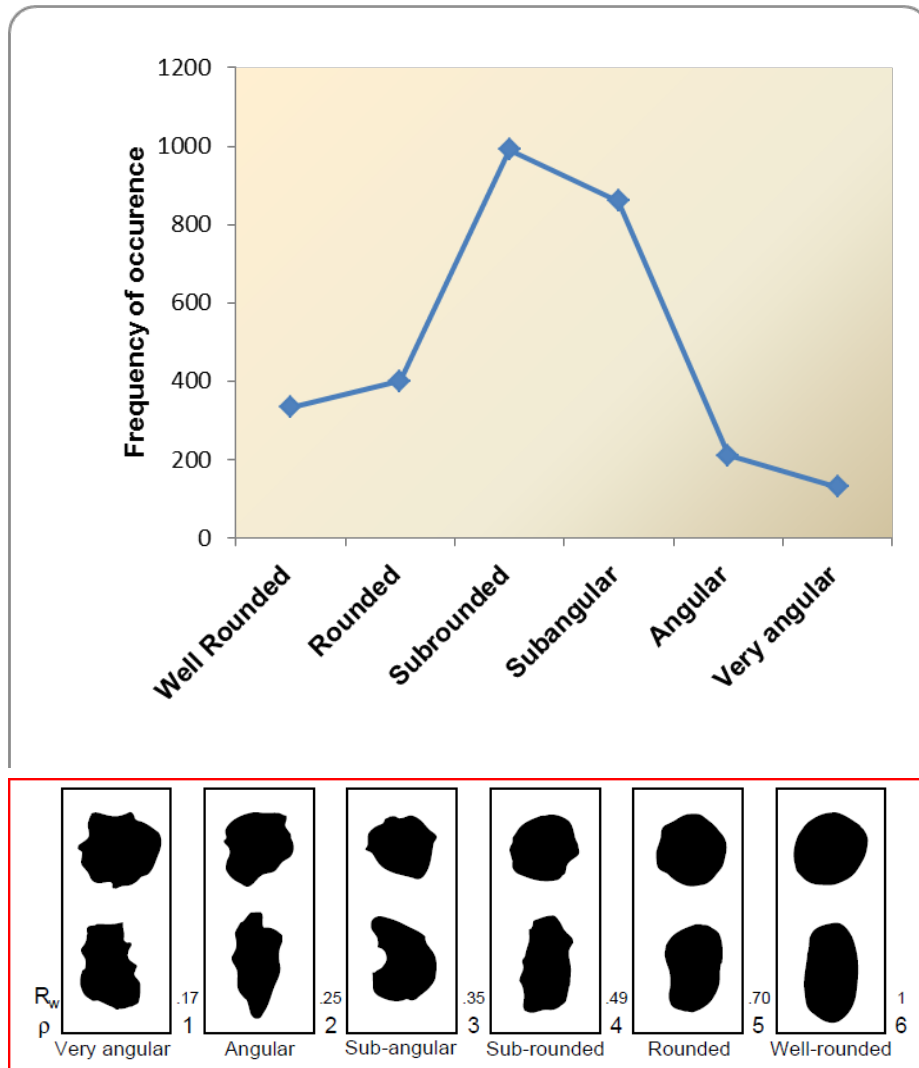 1200
1000
800
600
400
200
0
Frequency of occurence
Well Rounded
Rounded
Subrounded
Subangular
Angular
Very angular
Rw .17 .25 .35 .49 .70 1
ρ 1 2 3 4 5 6
Very angular Angular Sub-angular Sub-rounded Rounded Well-rounded